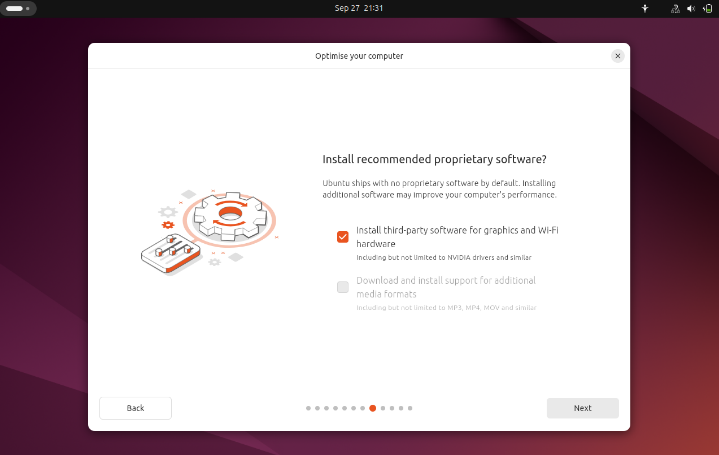 Sep 27 21:31
Optimise your computer
Install recommended proprietary software?
Ubuntu ships with no proprietary software by default. Installing
additional software may improve your computer's performance.
Install third-party software for graphics and Wi-Fi
hardware
Including but not limited to NVIDIA drivers and similar
Download and install support for additional
media formats
Including but not limited to MP3, MP4, MOV and similar
Back
Next